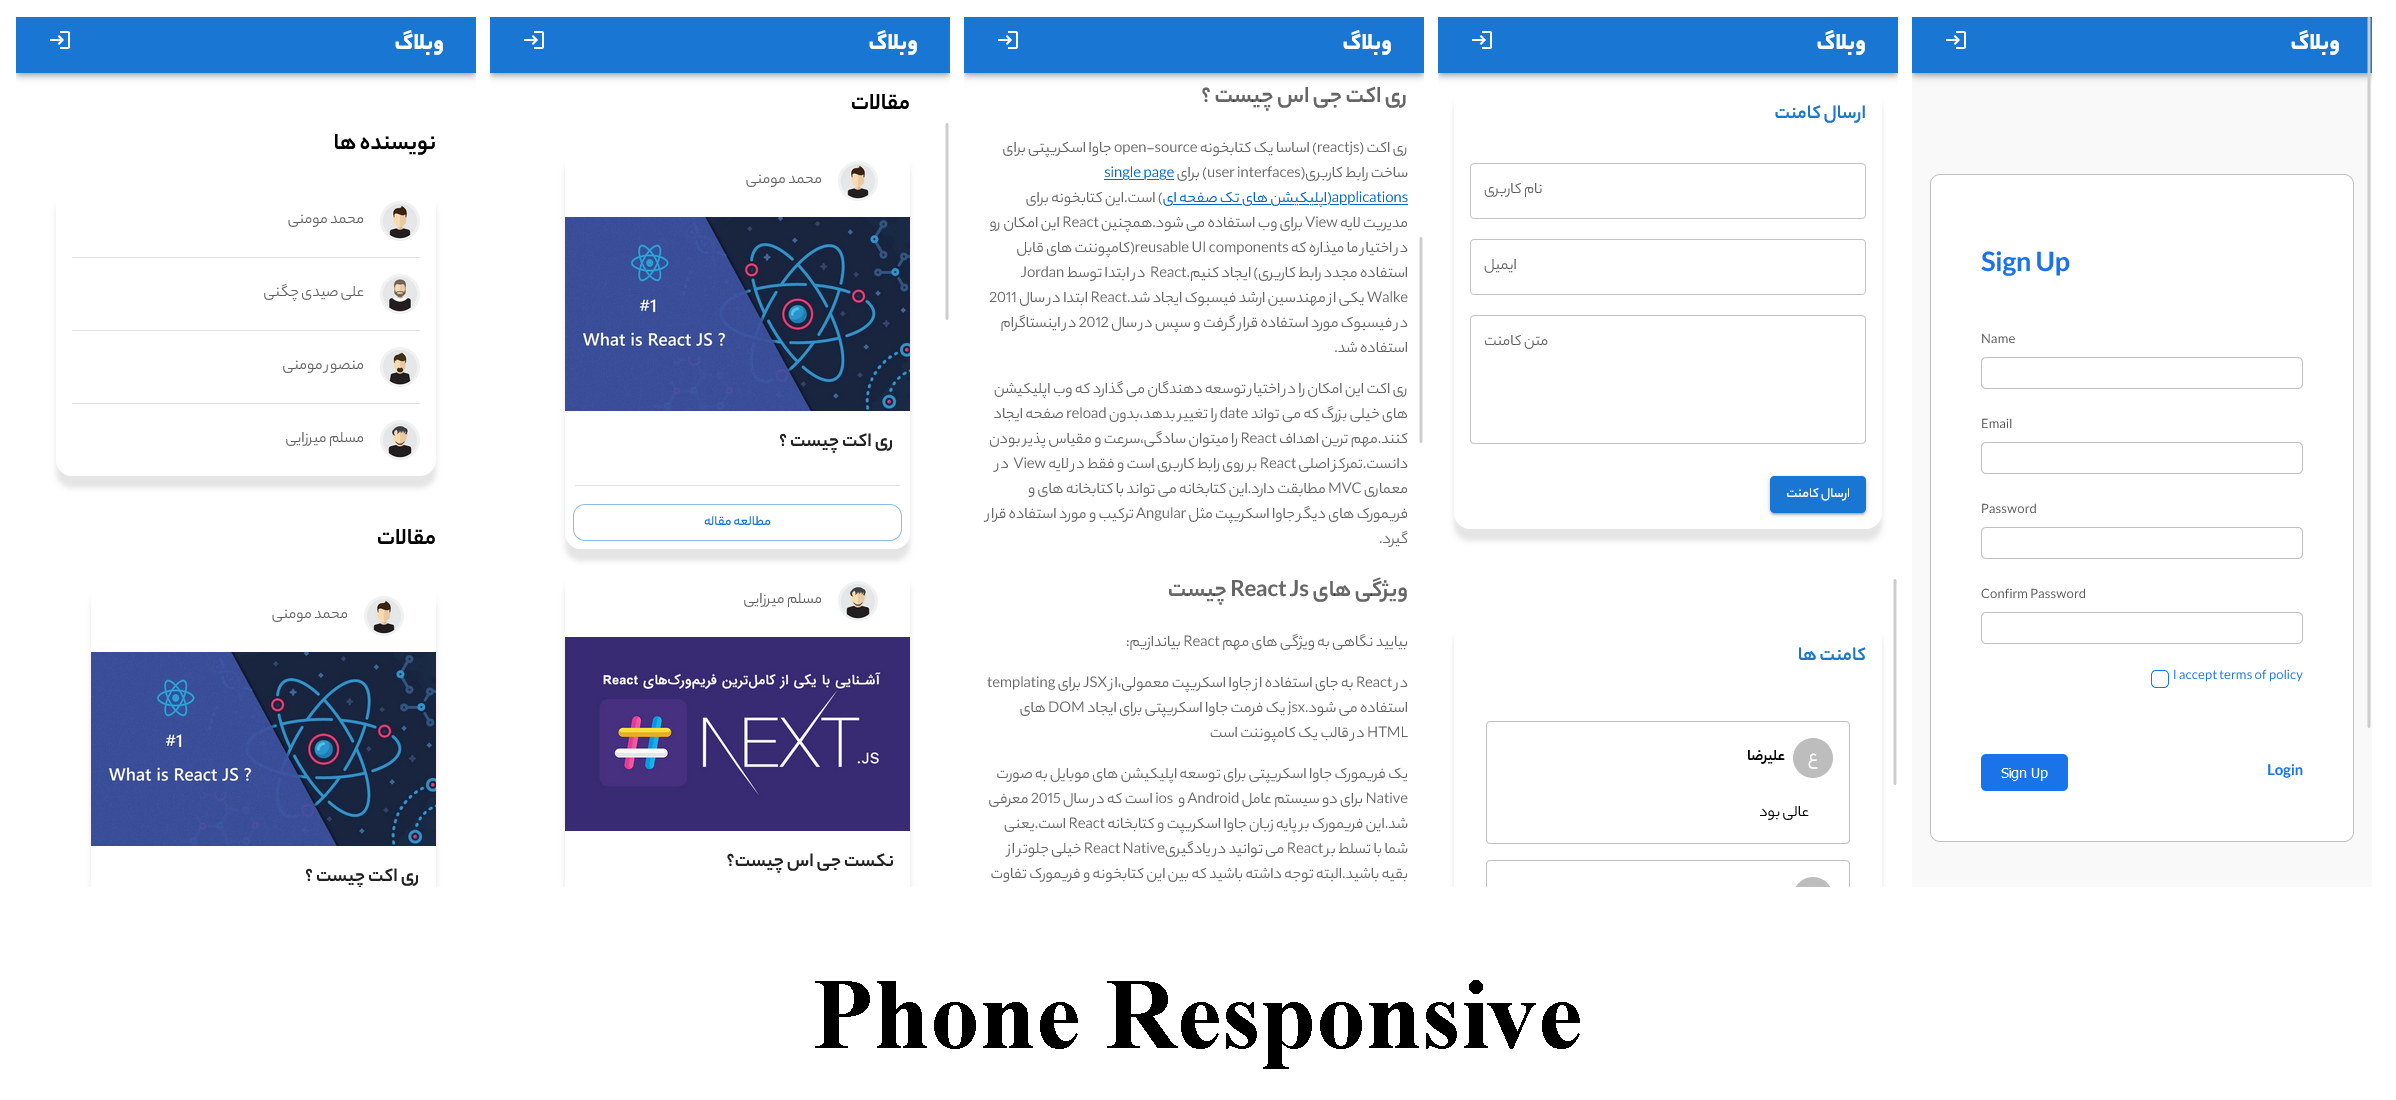 وبلاگ
نویسنده ها
محمد مومنی
علی صیدی چگنی
منصور مومنی
مسلم میرزایی
مقالات
محمد مومنی
#1
What is React JS ?
ری اکت چیست ؟
وبلاگ
مقالات
محمد مومنی
#1
What is React JS ?
ری اکت چیست ؟
مطالعه مقاله
مسلم میرزایی
آشنایی با یکی از کامل‌ترین فریم‌ورک‌های React
NEXT.JS
نکست جی اس چیست؟
وبلاگ
ری اکت جی اس چیست ؟
ری اکت (reactjs) اساسا یک کتابخونه open-source جاوا اسکریپتی برای
ساخت رابط کاربری(user interfaces) برای single page
applications(اپلیکیشن های تک صفحه ای) است.این کتابخونه برای
مدیریت لایه View برای وب استفاده می شود.همچنین React این امکان رو
در اختیار ما میذاره که reusable UI components(کامپوننت های قابل
استفاده مجدد رابط کاربری) ایجاد کنیم.React در ابتدا توسط Jordan
Walke یکی از مهندسین ارشد فیسبوک ایجاد شد.React ابتدا در سال 2011
در فیسبوک مورد استفاده قرار گرفت و سپس در سال 2012 در اینستاگرام
استفاده شد.
ری اکت این امکان را در اختیار توسعه دهندگان می گذارد که وب اپلیکیشن
های خیلی بزرگ که می تواند date را تغییر بدهد،بدون reload صفحه ایجاد
کنند.مهم ترین اهداف React را میتوان سادگی،سرعت و مقیاس پذیر بودن
دانست.تمرکز اصلی React بر روی رابط کاربری است و فقط در لایه View در
معماری MVC مطابقت دارد.این کتابخانه می تواند با کتابخانه های و
فریمورک های دیگر جاوا اسکریپت مثل Angular ترکیب و مورد استفاده قرار
گیرد.
ویژگی های React Js چیست
بیایید نگاهی به ویژگی های مهم React بیاندازیم:
در React به جای استفاده از جاوا اسکریپت معمولی،از JSX برای templating
استفاده می شود.jsx یک فرمت جاوا اسکریپتی برای ایجاد DOM های
HTML در قالب یک کامپوننت است
یک فریمورک جاوا اسکریپتی برای توسعه اپلیکیشن های موبایل به صورت
Native برای دو سیستم عامل Android و ios است که در سال 2015 معرفی
شد.این فریمورک بر پایه زبان جاوا اسکریپت و کتابخانه React است.یعنی
شما با تسلط بر React می توانید در یادگیریReact Native خیلی جلوتر از
بقیه باشید.البته توجه داشته باشید که بین این کتابخونه و فریمورک تفاوت
وبلاگ
ارسال کامنت
نام کاربری
ایمیل
متن کامنت
ارسال کامنت
کامنت ها
ع
علیرضا
عالی بود
وبلاگ
Sign Up
Name
Email
Password
Confirm Password
I accept terms of policy
Sign Up
Login
Phone Responsive